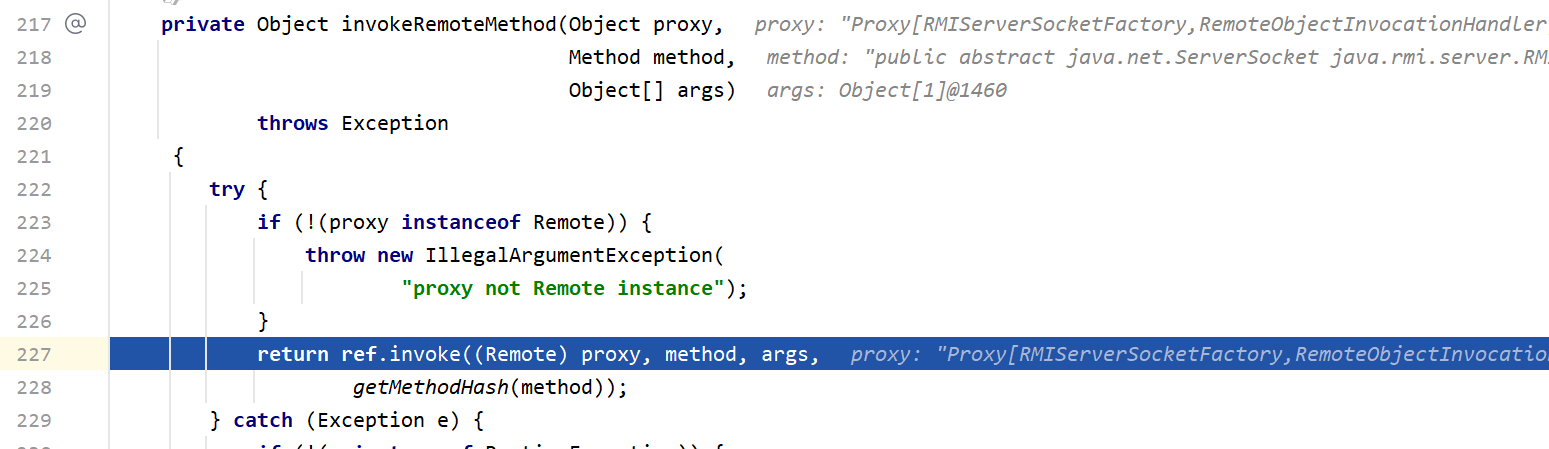 217 @ private Object invokeRemoteMethod(Object proxy, proxy: "Proxy[RMIServerSocketFactory,RemoteObjectInvocationHandler
218 Method method, method: "public abstract java.net.ServerSocket java.rmi.server.RM
219 Object[] args) args: Object[1]@1460
220 throws Exception
221 {
222 try {
223 if (!(proxy instanceof Remote)) {
224 throw new IllegalArgumentException(
225 "proxy not Remote instance");
226 }
227 return ref.invoke((Remote) proxy, method, args, proxy: "Proxy[RMIServerSocketFactory,RemoteObjectInvocatio
228 getMethodHash(method));
229 } catch (Exception e) {